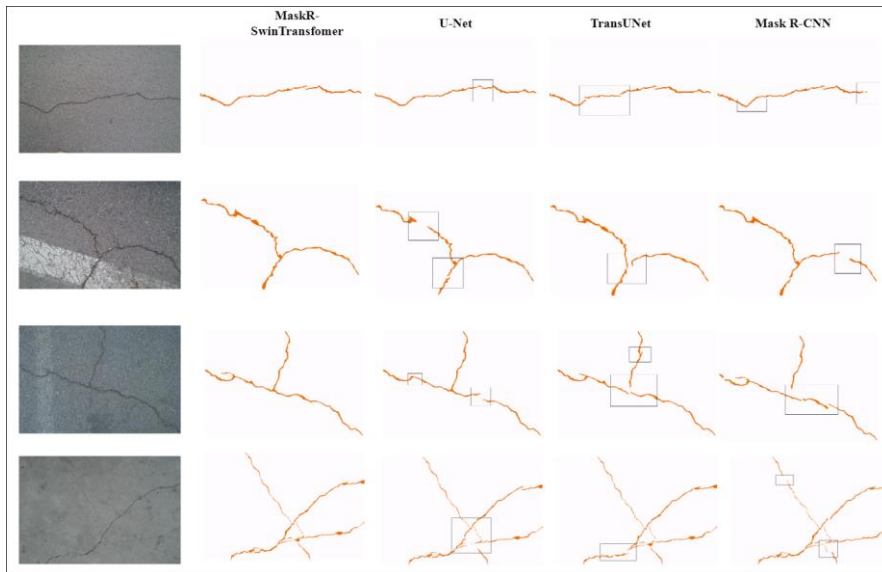 MaskR-
SwinTransfomer
U-Net
TransUNet
Mask R-CNN